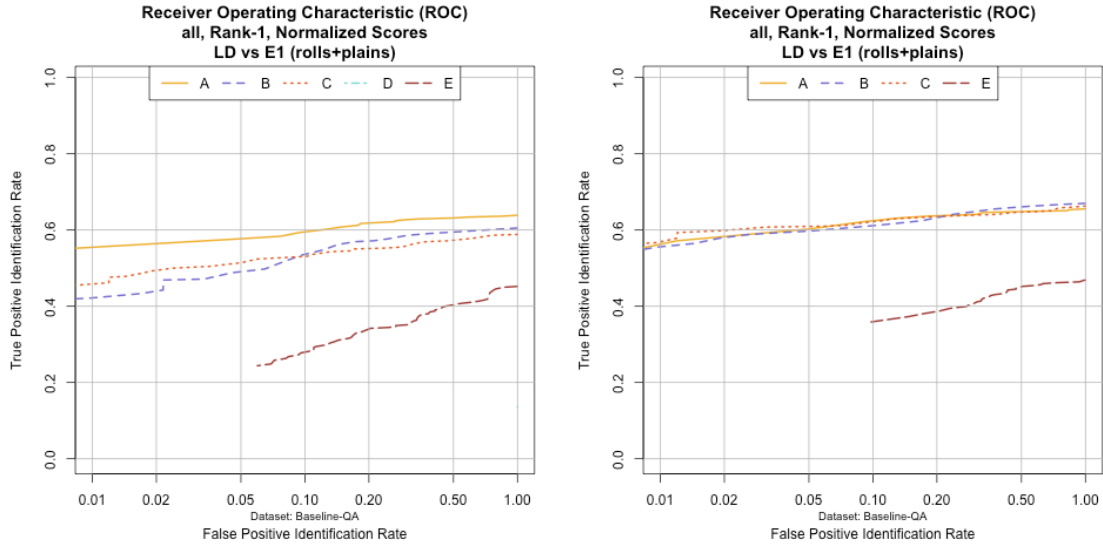 Receiver Operating Characteristic (ROC)
all, Rank-1, Normalized Scores
LD vs E1 (rolls+plains)
A B C D E
True Positive Identification Rate
1.0
0.8
0.6
0.4
0.2
0.0
0.01 0.02 0.05 0.10 0.20 0.50 1.00
Dataset: Baseline-QA
False Positive Identification Rate
Receiver Operating Characteristic (ROC)
all, Rank-1, Normalized Scores
LD vs E1 (rolls+plains)
A B C E
True Positive Identification Rate
1.0
0.8
0.6
0.4
0.2
0.0
0.01 0.02 0.05 0.10 0.20 0.50 1.00
Dataset: Baseline-QA
False Positive Identification Rate